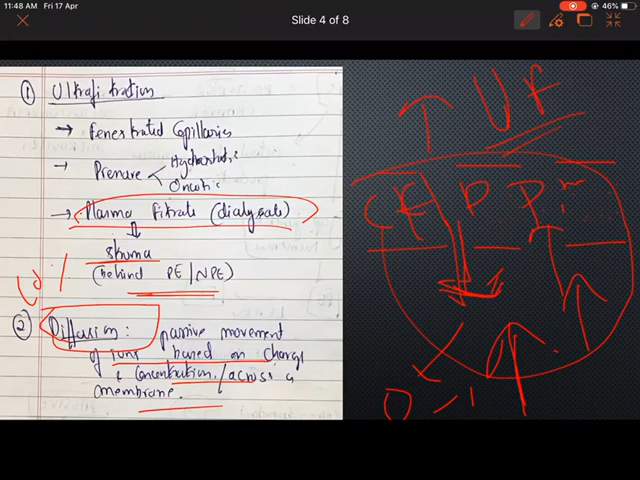 11:48 AM Fri 17 Apr
46%
Slide 4 of 8
① Ultrafiltration
→ Fenestrated Capillaries
→ Pressure < Hydrostatic
Oncotic
→ Plasma Filtrate (dialysate)
⇓
stroma
(behind PE/NPE)
② Diffusion: passive movement
of ions based on charge
& concentration/across a
membrane.
↑ UF